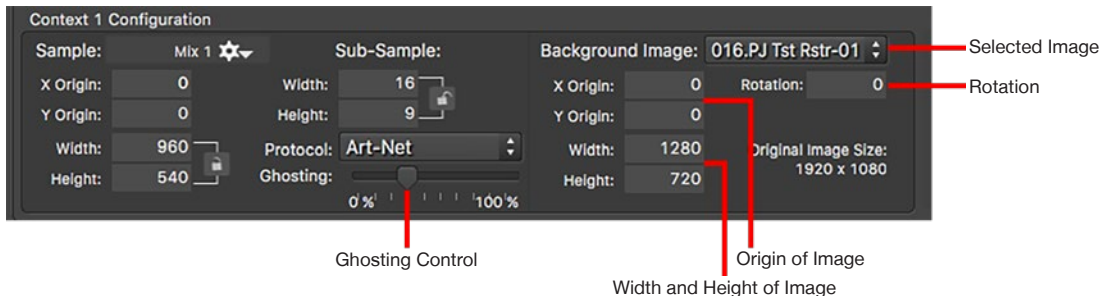 Context 1 Configuration
Sample: Mix 1 Sub-Sample: Background Image: 016.PJ Tst Rstr-01 Selected Image
X Origin: 0 Width: 16 X Origin: 0 Rotation: 0 Rotation
Y Origin: 0 Height: 9 Y Origin: 0
Width: 960 Protocol: Art-Net Width: 1280 Original Image Size:
Height: 540 Ghosting: Height: 720 1920 x 1080
0% 100%
Ghosting Control Origin of Image
Width and Height of Image